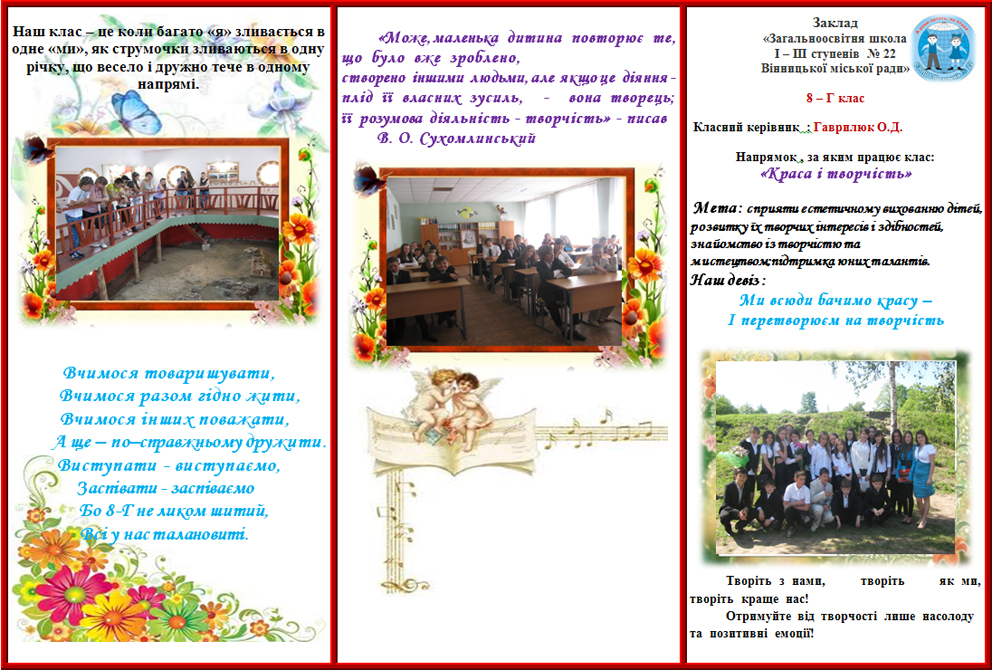 Наш клас – це коли багато «я» зливається в
одне «ми», як струмочки зливаються в одну
річку, що весело і дружно тече в одному
напрямі.
Вчимося товаришувати,
Вчимося разом гідно жити,
Вчимося інших поважати,
А ще – по–справжньому дружити.
Виступати - виступаємо,
Заспівати - заспіваємо
Бо 8-Г не ликом шитий,
Всі у нас талановиті.
«Може, маленька дитина повторює те,
що було вже зроблено,
створено іншими людьми, але якщо це діяння -
плід її власних зусиль, - вона творець;
її розумова діяльність - творчість» - писав
В. О. Сухомлинський
Заклад
«Загальноосвітня школа
І – ІІІ ступенів № 22
Вінницької міської ради»
8 – Г клас
Класний керівник : Гаврилюк О.Д.
Напрямок , за яким працює клас:
«Краса і творчість»
Мета: сприяти естетичному вихованню дітей,
розвитку їх творчих інтересів і здібностей,
знайомство із творчістю та
мистецтвом;підтримка юних талантів.
Наш девіз :
Ми всюди бачимо красу –
І перетворюєм на творчість
Творіть з нами, творіть як ми,
творіть краще нас!
Отримуйте від творчості лише насолоду
та позитивні емоції!